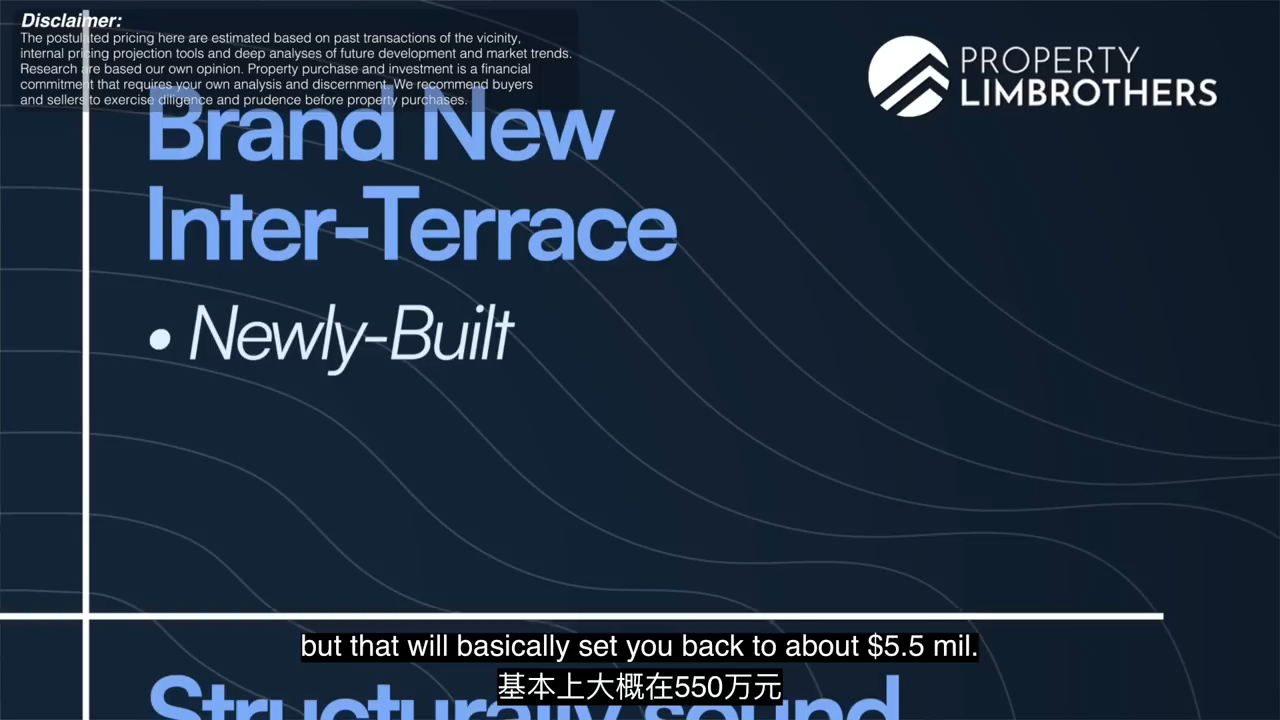 Disclaimer:
The postulated pricing here are estimated based on past transactions of the vicinity,
internal pricing projection tools and deep analyses of future development and market trends.
Research are based our own opinion. Property purchase and investment is a financial
commitment that requires your own analysis and discernment. We recommend buyers
and sellers to exercise diligence and prudence before property purchases.
PROPERTY
LIMBROTHERS
Brand New
Inter-Terrace
• Newly-Built
but that will basically set you back to about $5.5 mil.
基本上大概在550万元
Structurally sound